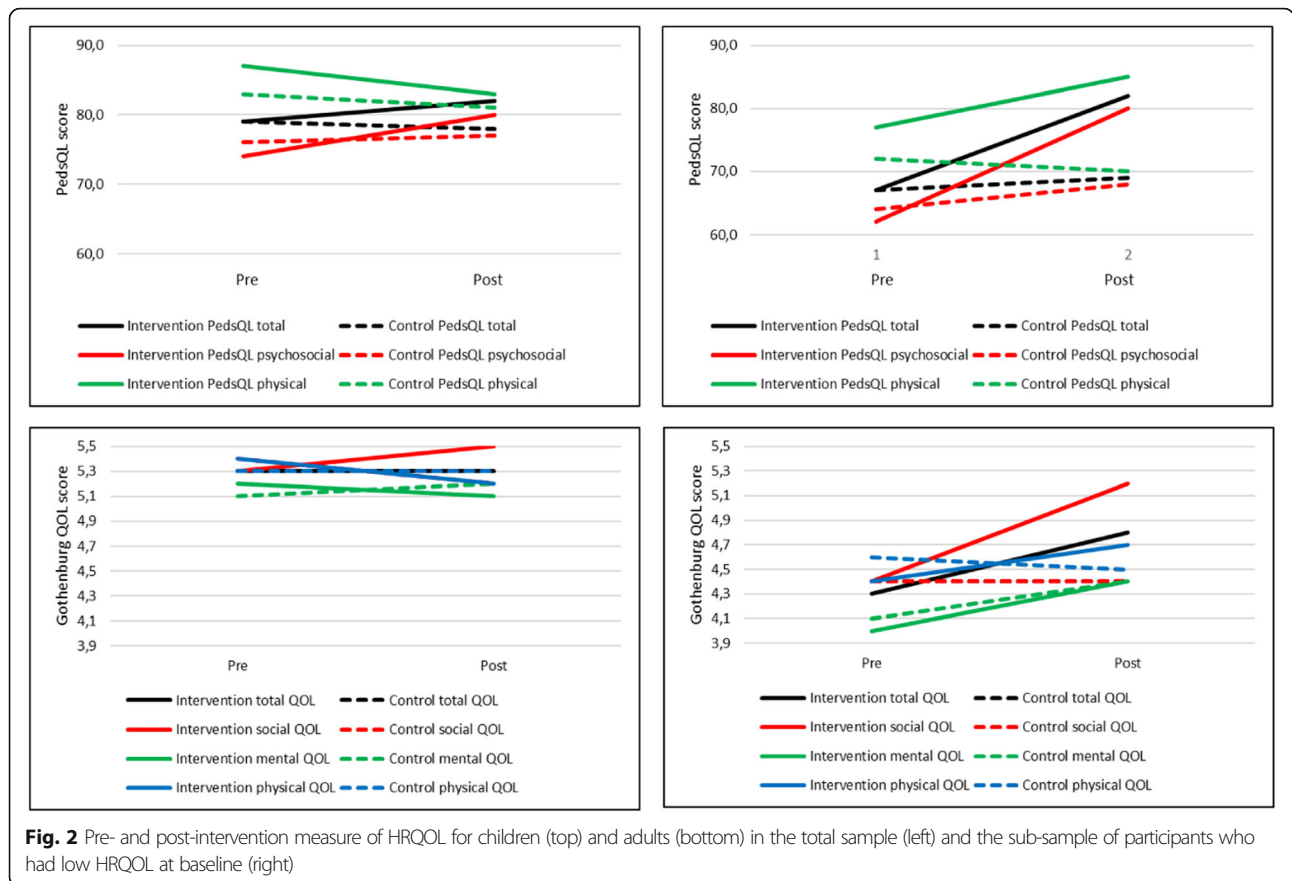 90,0
80,0
70,0
60,0
PedsQL score
Pre Post
Intervention PedsQL total Control PedsQL total
Intervention PedsQL psychosocial Control PedsQL psychosocial
Intervention PedsQL physical Control PedsQL physical
90,0
80,0
70,0
60,0
PedsQL score
1 2
Pre Post
Intervention PedsQL total Control PedsQL total
Intervention PedsQL psychosocial Control PedsQL psychosocial
Intervention PedsQL physical Control PedsQL physical
5,5
5,3
5,1
4,9
4,7
4,5
4,3
4,1
3,9
Gothenburg QOL score
Pre Post
Intervention total QOL Control total QOL
Intervention social QOL Control social QOL
Intervention mental QOL Control mental QOL
Intervention physical QOL Control physical QOL
5,5
5,3
5,1
4,9
4,7
4,5
4,3
4,1
3,9
Gothenburg QOL score
Pre Post
Intervention total QOL Control total QOL
Intervention social QOL Control social QOL
Intervention mental QOL Control mental QOL
Intervention physical QOL Control physical QOL
Fig. 2 Pre- and post-intervention measure of HRQOL for children (top) and adults (bottom) in the total sample (left) and the sub-sample of participants who
had low HRQOL at baseline (right)